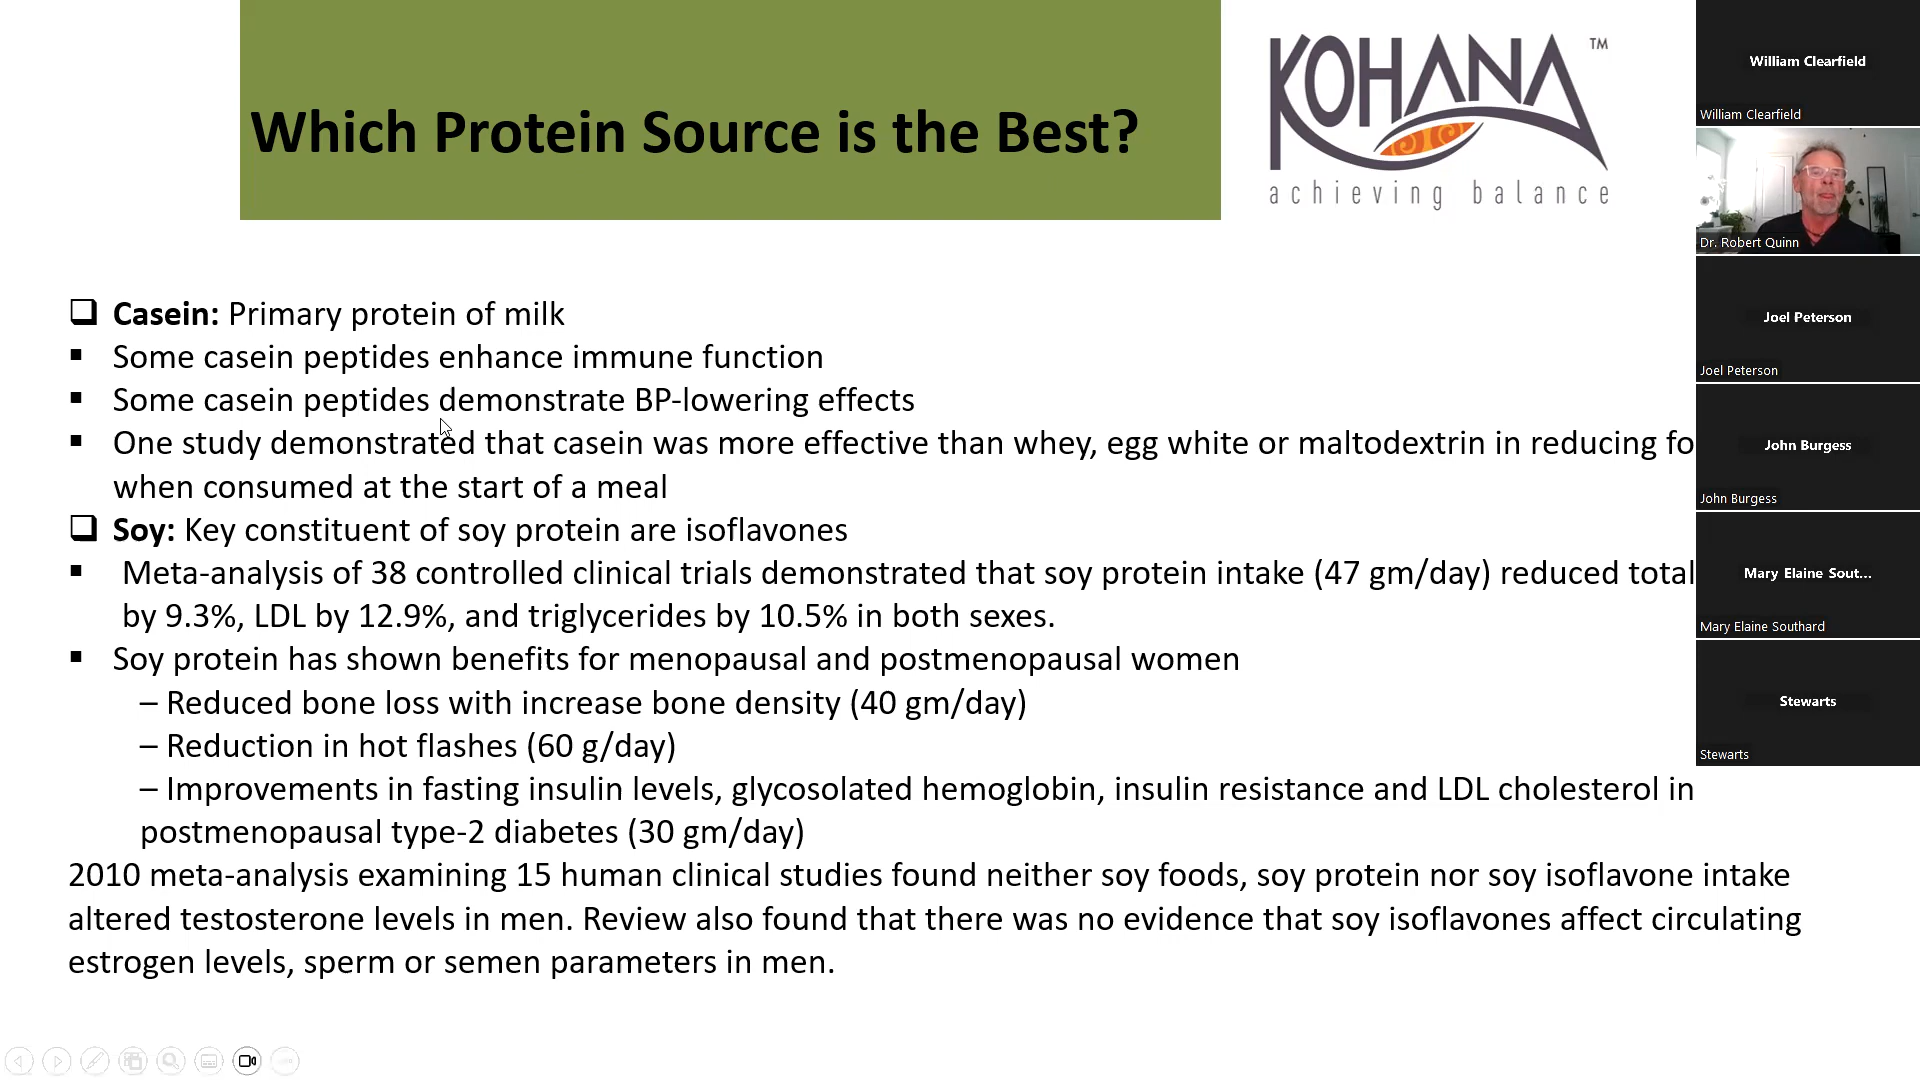 Which Protein Source is the Best?
KOHANA™
achieving balance
Casein: Primary protein of milk
Some casein peptides enhance immune function
Some casein peptides demonstrate BP-lowering effects
One study demonstrated that casein was more effective than whey, egg white or maltodextrin in reducing fo
when consumed at the start of a meal
Soy: Key constituent of soy protein are isoflavones
Meta-analysis of 38 controlled clinical trials demonstrated that soy protein intake (47 gm/day) reduced total
by 9.3%, LDL by 12.9%, and triglycerides by 10.5% in both sexes.
Soy protein has shown benefits for menopausal and postmenopausal women
– Reduced bone loss with increase bone density (40 gm/day)
– Reduction in hot flashes (60 g/day)
– Improvements in fasting insulin levels, glycosolated hemoglobin, insulin resistance and LDL cholesterol in
postmenopausal type-2 diabetes (30 gm/day)
2010 meta-analysis examining 15 human clinical studies found neither soy foods, soy protein nor soy isoflavone intake
altered testosterone levels in men. Review also found that there was no evidence that soy isoflavones affect circulating
estrogen levels, sperm or semen parameters in men.
William Clearfield
William Clearfield
Dr. Robert Quinn
Joel Peterson
Joel Peterson
John Burgess
John Burgess
Mary Elaine Sout...
Mary Elaine Southard
Stewarts
Stewarts